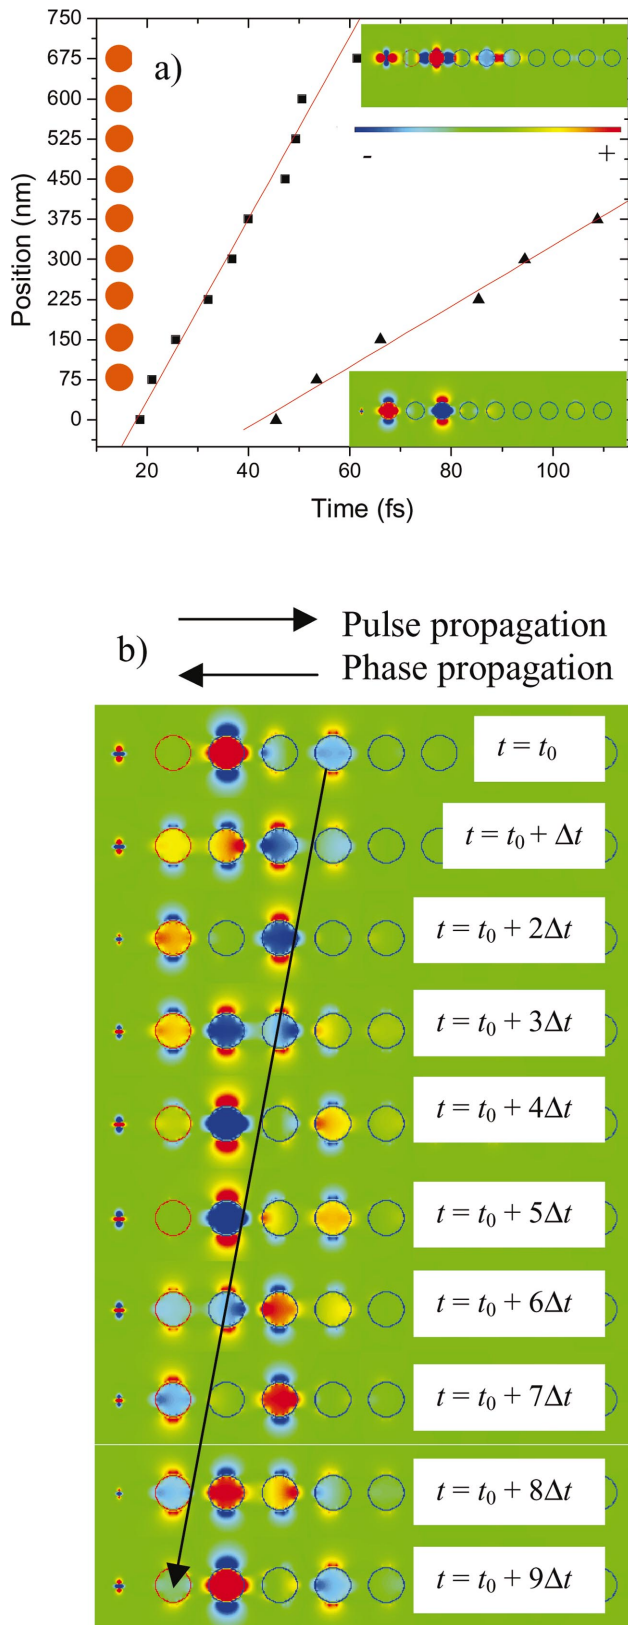 a)
750
675
600
525
450
375
300
225
150
75
0
Position (nm)
- +
20 40 60 80 100
Time (fs)
b)
Pulse propagation
Phase propagation
t = t0
t = t0 + Δt
t = t0 + 2Δt
t = t0 + 3Δt
t = t0 + 4Δt
t = t0 + 5Δt
t = t0 + 6Δt
t = t0 + 7Δt
t = t0 + 8Δt
t = t0 + 9Δt